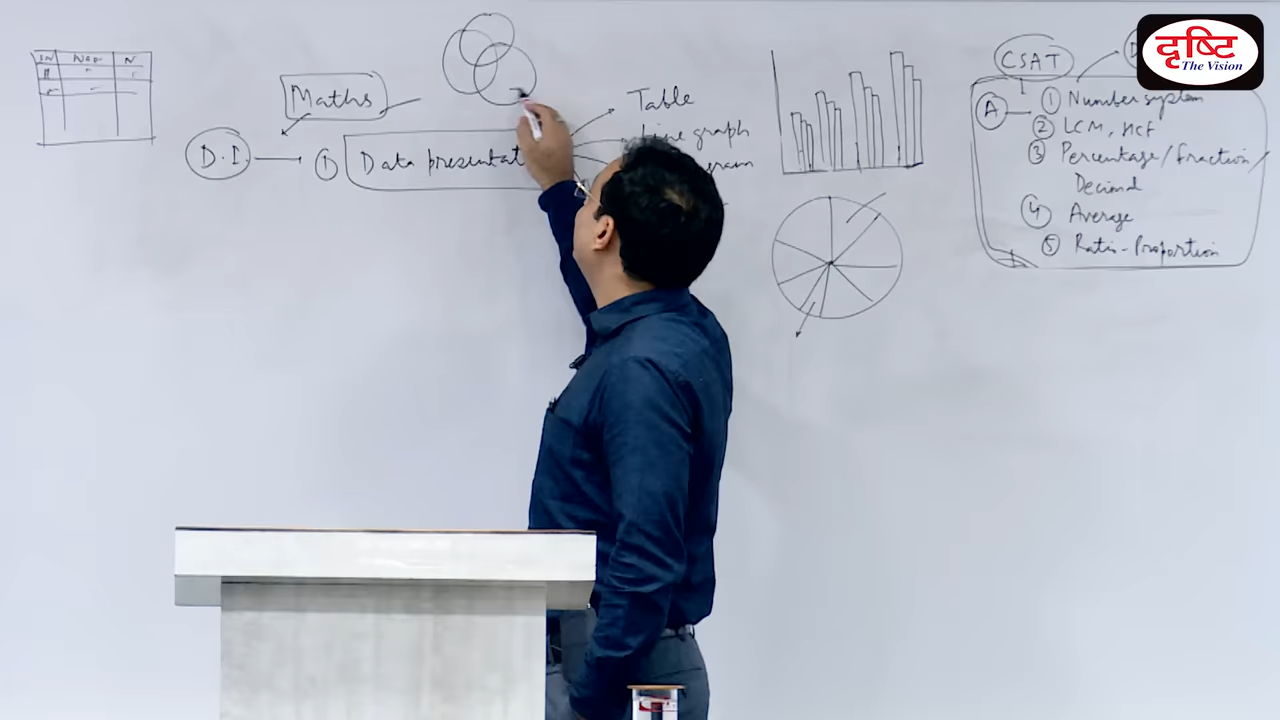 दृष्टि
The Vision
CSAT
A
① Number system
② LCM, HCF
③ Percentage/fraction/
Decimal
④ Average
⑤ Ratio-Proportion
Maths
D.I.
① Data presentat
Table
Line graph